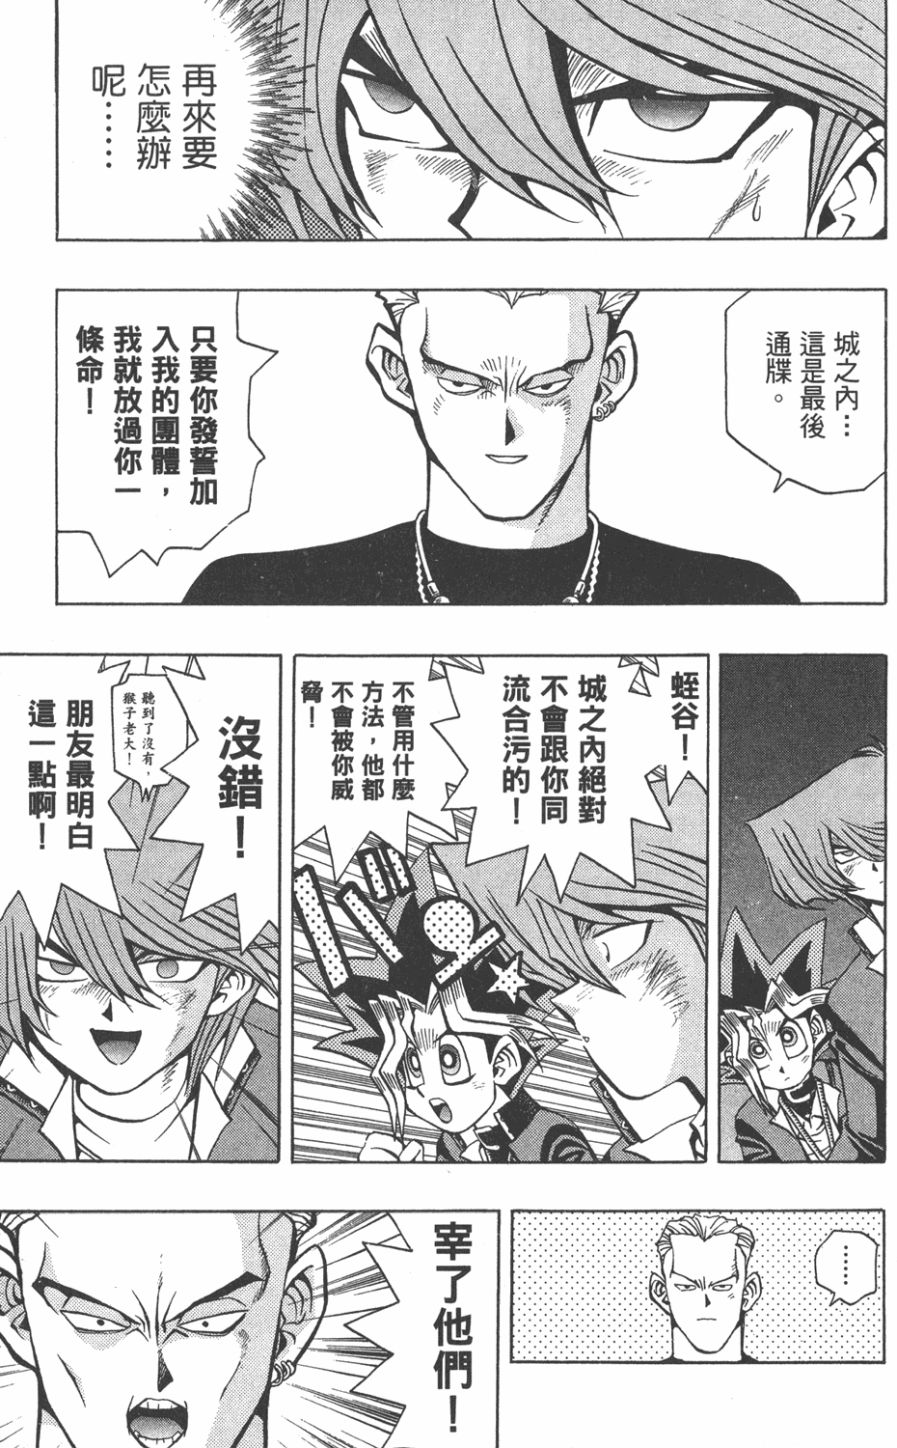 再來要
怎麼辦
呢……
城之內…
這是最後
通牒。
只要你發誓加
入我的團體，
我就放過你一
條命！
蛭谷！
城之內絕對
不會跟你同
流合污的！
不管用什麼
方法，他都
不會被你威
脅！
沒錯！
聽到了沒有，
猴子老大！
朋友最明白
這一點啊！
……
宰了他們！